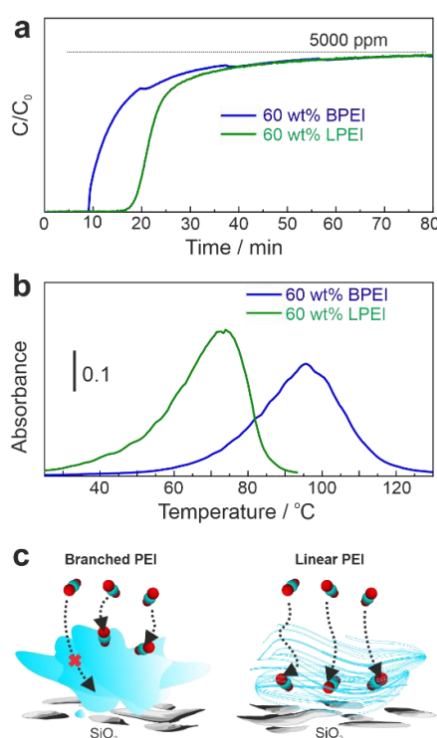 a
5000 ppm
C/C₀
60 wt% BPEI
60 wt% LPEI
0 10 20 30 40 50 60 70 80
Time / min
b
60 wt% BPEI
60 wt% LPEI
0.1
Absorbance
40 60 80 100 120
Temperature / °C
c
Branched PEI Linear PEI
SiO₂ SiO₂